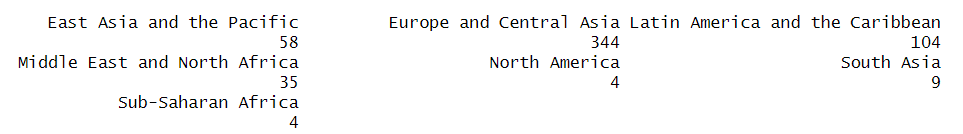 East Asia and the Pacific Europe and Central Asia Latin America and the Caribbean
58 344 104
Middle East and North Africa North America South Asia
35 4 9
Sub-Saharan Africa
4